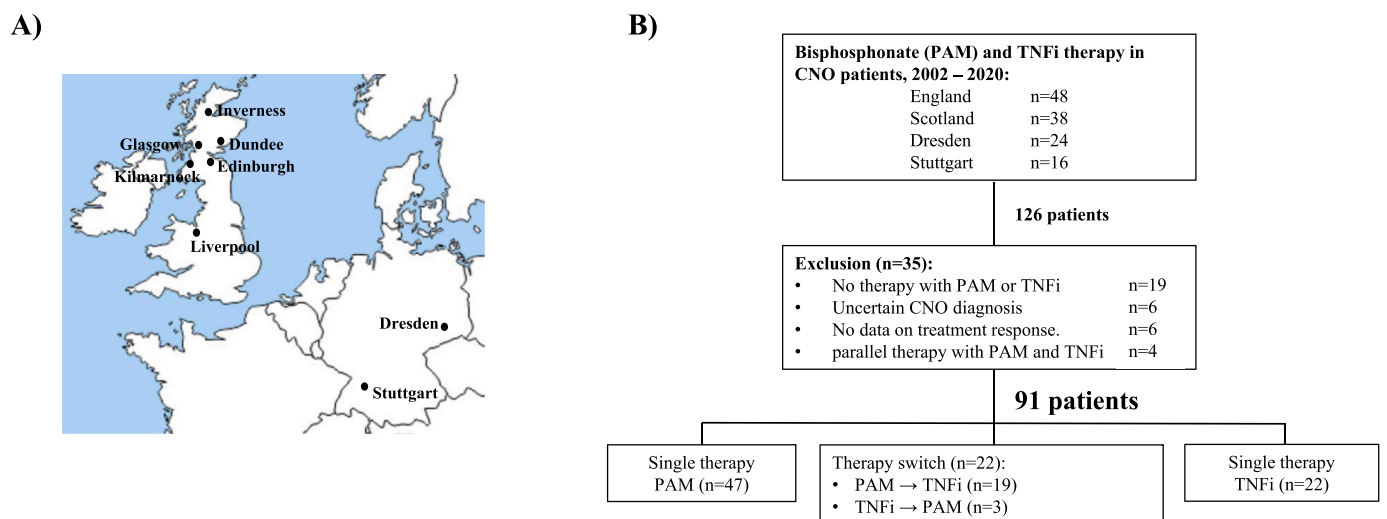 A)
Inverness
Glasgow
Dundee
Edinburgh
Kilmarnock
Liverpool
Dresden
Stuttgart
B)
Bisphosphonate (PAM) and TNFi therapy in
CNO patients, 2002 – 2020:
England n=48
Scotland n=38
Dresden n=24
Stuttgart n=16
126 patients
Exclusion (n=35):
• No therapy with PAM or TNFi n=19
• Uncertain CNO diagnosis n=6
• No data on treatment response. n=6
• parallel therapy with PAM and TNFi n=4
91 patients
Single therapy
PAM (n=47)
Therapy switch (n=22):
• PAM → TNFi (n=19)
• TNFi → PAM (n=3)
Single therapy
TNFi (n=22)